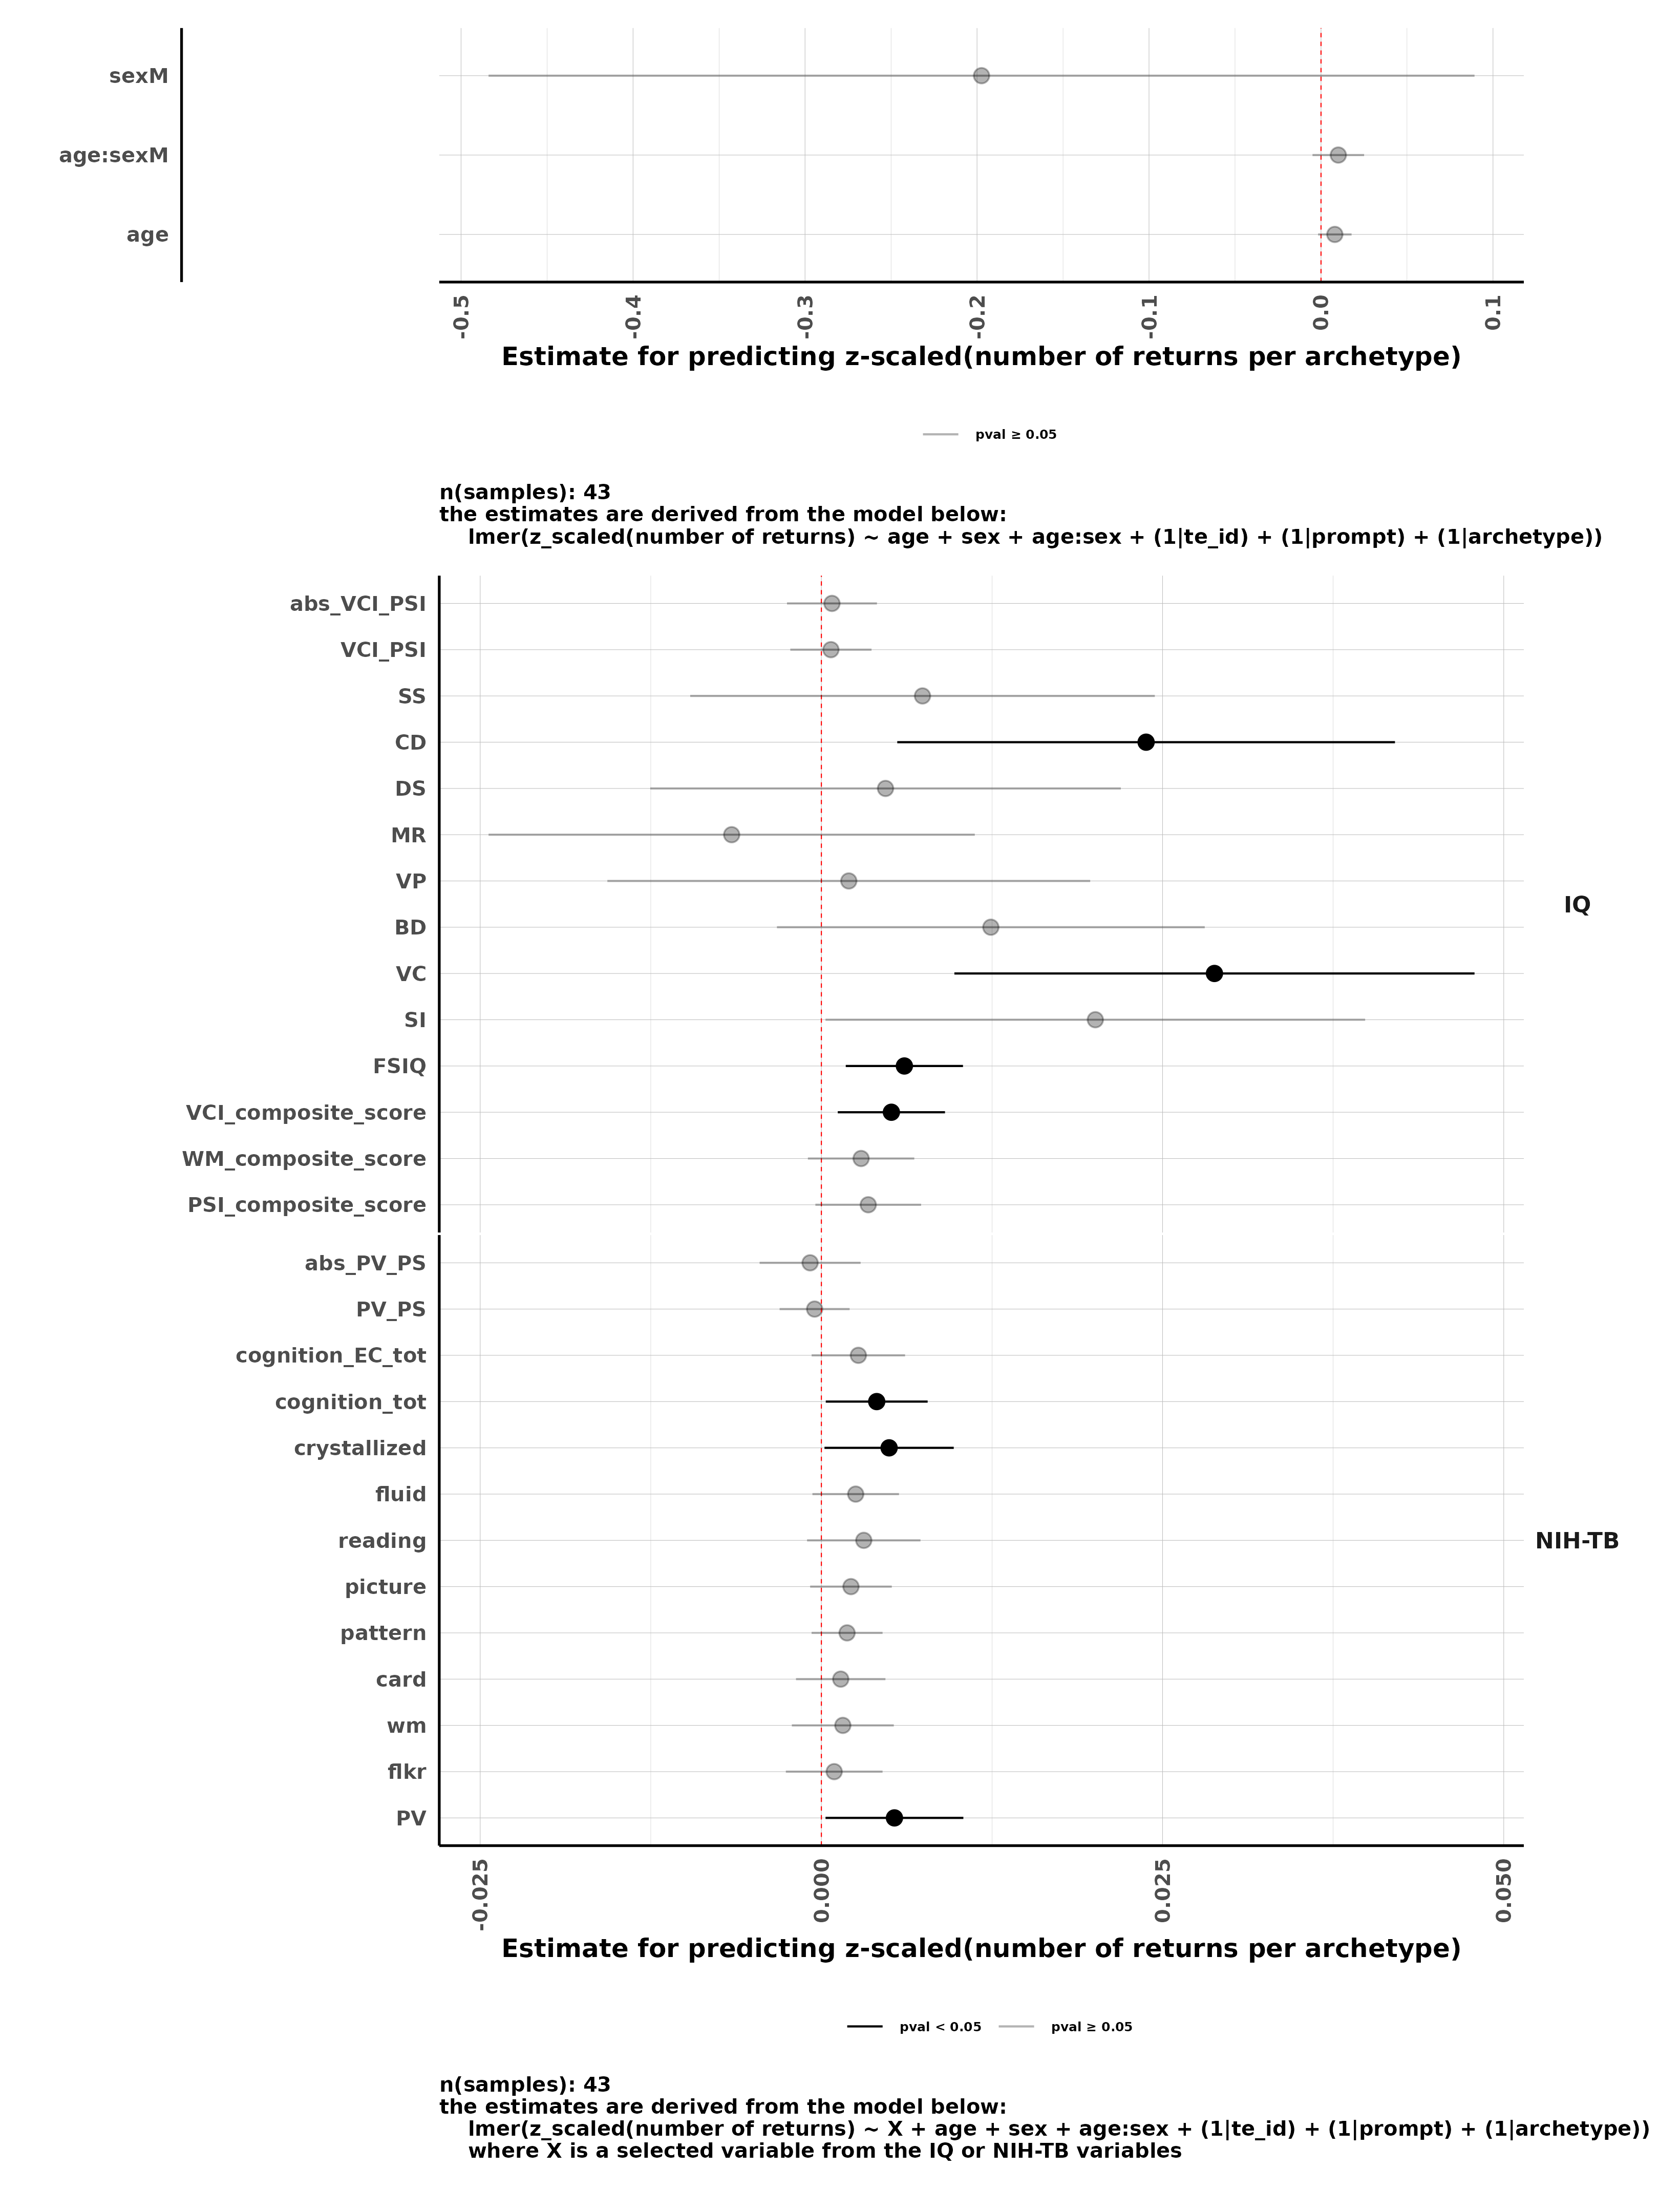 sexM
age:sexM
age
-0.5 -0.4 -0.3 -0.2 -0.1 0.0 0.1
Estimate for predicting z-scaled(number of returns per archetype)
pval ≥ 0.05
n(samples): 43
the estimates are derived from the model below:
lmer(z_scaled(number of returns) ~ age + sex + age:sex + (1|te_id) + (1|prompt) + (1|archetype))
abs_VCI_PSI
VCI_PSI
SS
CD
DS
MR
VP
BD
VC
SI
FSIQ
VCI_composite_score
WM_composite_score
PSI_composite_score
IQ
abs_PV_PS
PV_PS
cognition_EC_tot
cognition_tot
crystallized
fluid
reading
picture
pattern
card
wm
flkr
PV
NIH-TB
-0.025 0.000 0.025 0.050
Estimate for predicting z-scaled(number of returns per archetype)
pval < 0.05 pval ≥ 0.05
n(samples): 43
the estimates are derived from the model below:
lmer(z_scaled(number of returns) ~ X + age + sex + age:sex + (1|te_id) + (1|prompt) + (1|archetype))
where X is a selected variable from the IQ or NIH-TB variables